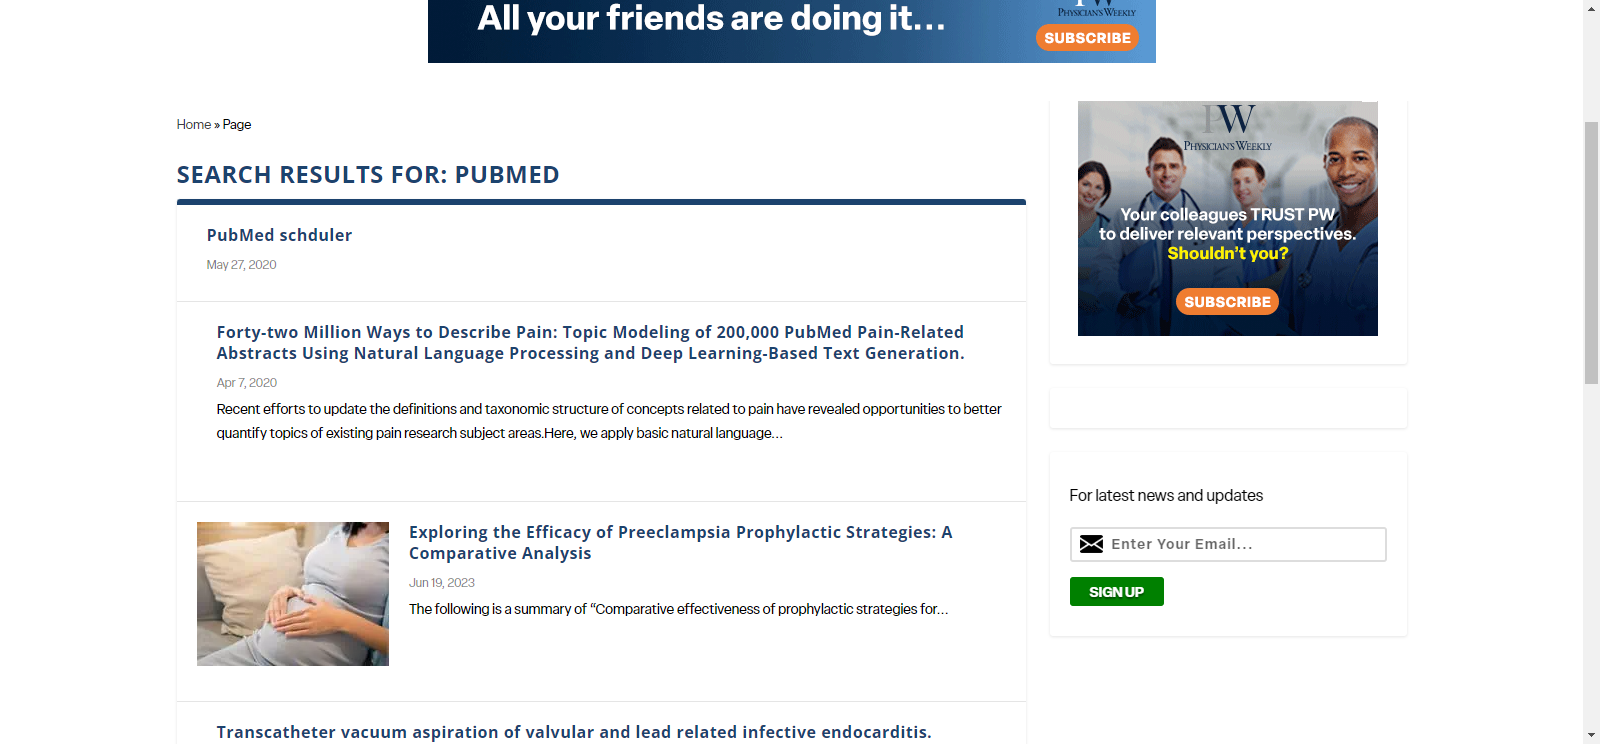 All your friends are doing it...
PHYSICIAN'S WEEKLY
SUBSCRIBE
Home » Page
SEARCH RESULTS FOR: PUBMED
PubMed schduler
May 27, 2020
Forty-two Million Ways to Describe Pain: Topic Modeling of 200,000 PubMed Pain-Related
Abstracts Using Natural Language Processing and Deep Learning-Based Text Generation.
Apr 7, 2020
Recent efforts to update the definitions and taxonomic structure of concepts related to pain have revealed opportunities to better
quantify topics of existing pain research subject areas.Here, we apply basic natural language...
Exploring the Efficacy of Preeclampsia Prophylactic Strategies: A
Comparative Analysis
Jun 19, 2023
The following is a summary of “Comparative effectiveness of prophylactic strategies for...
Transcatheter vacuum aspiration of valvular and lead related infective endocarditis.
PW
PHYSICIAN'S WEEKLY
Your colleagues TRUST PW
to deliver relevant perspectives.
Shouldn't you?
SUBSCRIBE
For latest news and updates
Enter Your Email...
SIGN UP